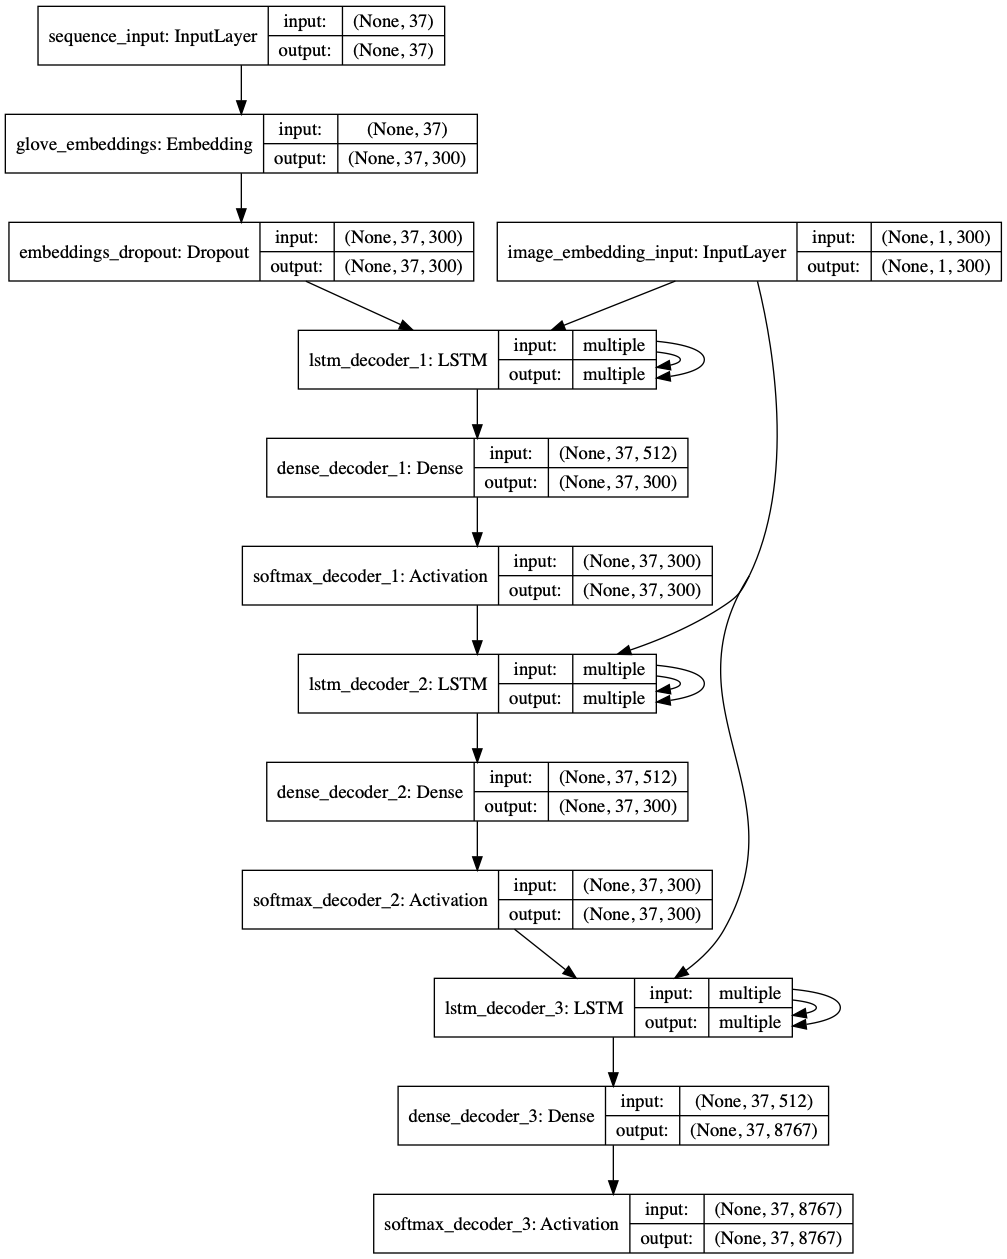 sequence_input: InputLayer
input: (None, 37)
output: (None, 37)
glove_embeddings: Embedding
input: (None, 37)
output: (None, 37, 300)
embeddings_dropout: Dropout
input: (None, 37, 300)
output: (None, 37, 300)
image_embedding_input: InputLayer
input: (None, 1, 300)
output: (None, 1, 300)
lstm_decoder_1: LSTM
input: multiple
output: multiple
dense_decoder_1: Dense
input: (None, 37, 512)
output: (None, 37, 300)
softmax_decoder_1: Activation
input: (None, 37, 300)
output: (None, 37, 300)
lstm_decoder_2: LSTM
input: multiple
output: multiple
dense_decoder_2: Dense
input: (None, 37, 512)
output: (None, 37, 300)
softmax_decoder_2: Activation
input: (None, 37, 300)
output: (None, 37, 300)
lstm_decoder_3: LSTM
input: multiple
output: multiple
dense_decoder_3: Dense
input: (None, 37, 512)
output: (None, 37, 8767)
softmax_decoder_3: Activation
input: (None, 37, 8767)
output: (None, 37, 8767)